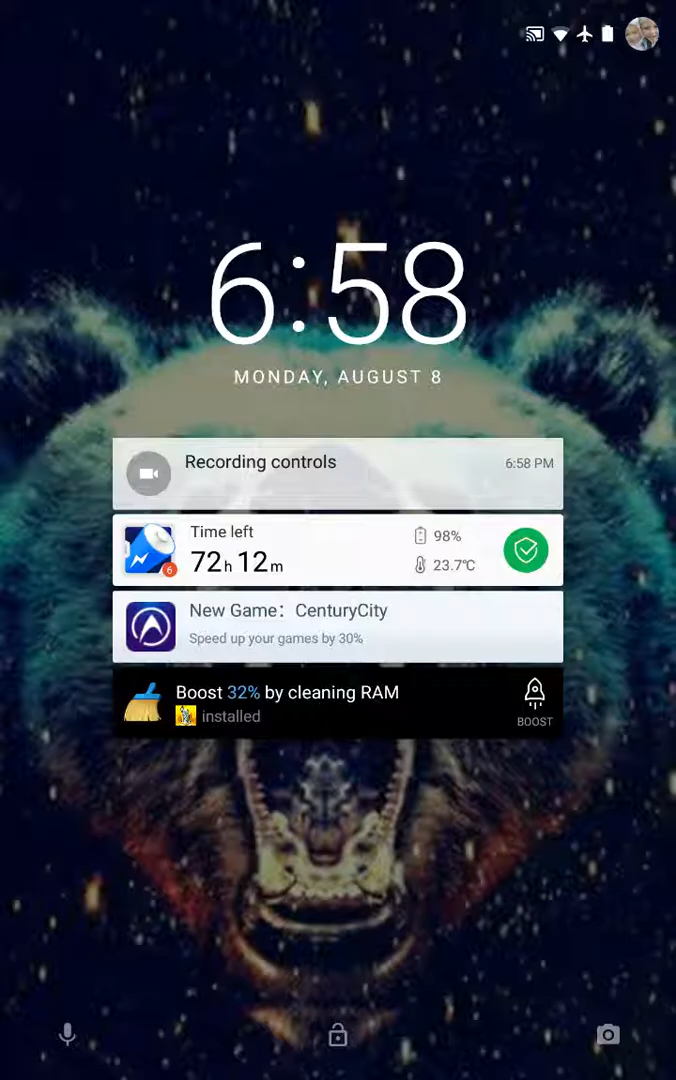 6:58
MONDAY, AUGUST 8
Recording controls
6:58 PM
Time left
72h 12m
98%
23.7℃
6
New Game：CenturyCity
Speed up your games by 30%
Boost 32% by cleaning RAM
installed
BOOST